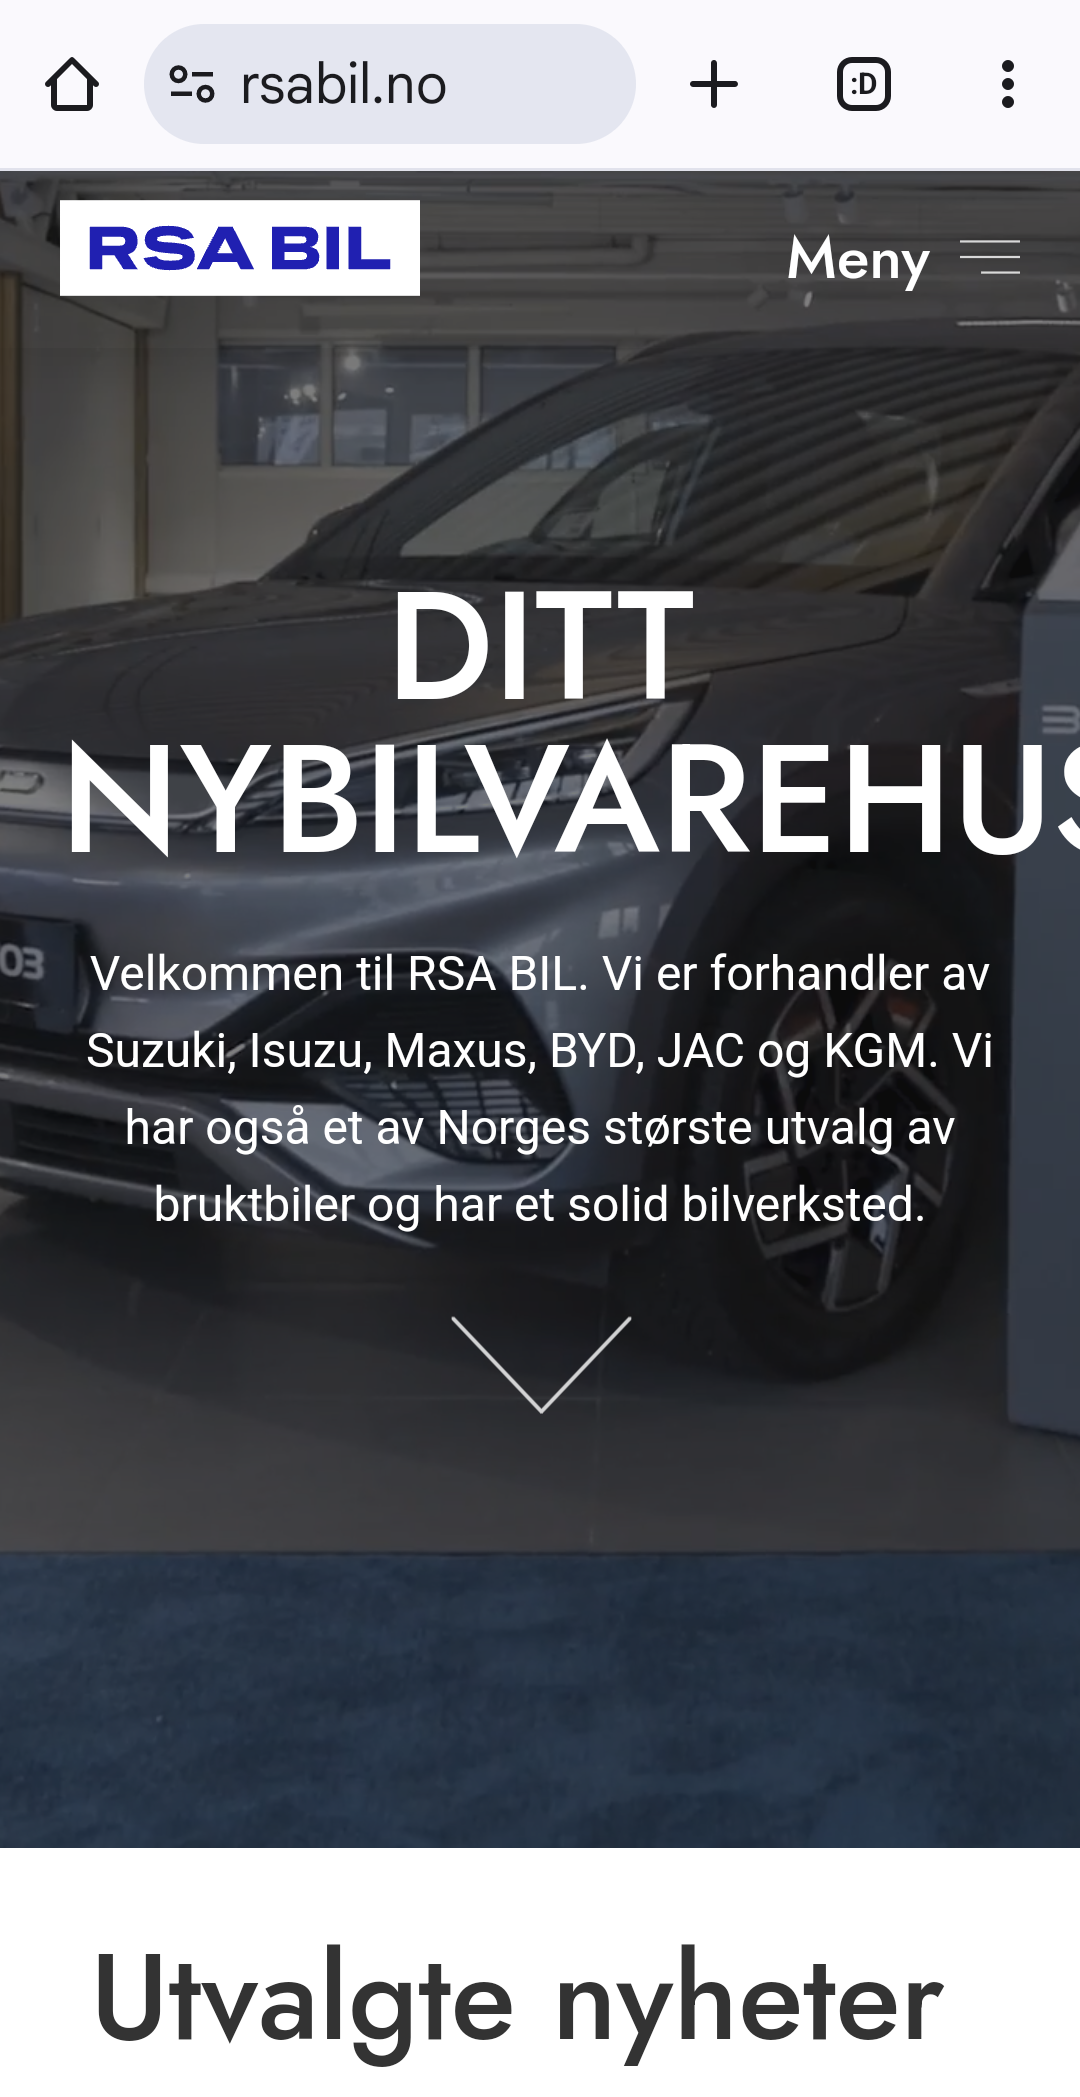 rsabil.no
:D
RSA BIL
Meny
DITT
NYBILVAREHUS
03
Velkommen til RSA BIL. Vi er forhandler av
Suzuki, Isuzu, Maxus, BYD, JAC og KGM. Vi
har også et av Norges største utvalg av
bruktbiler og har et solid bilverksted.
Utvalgte nyheter